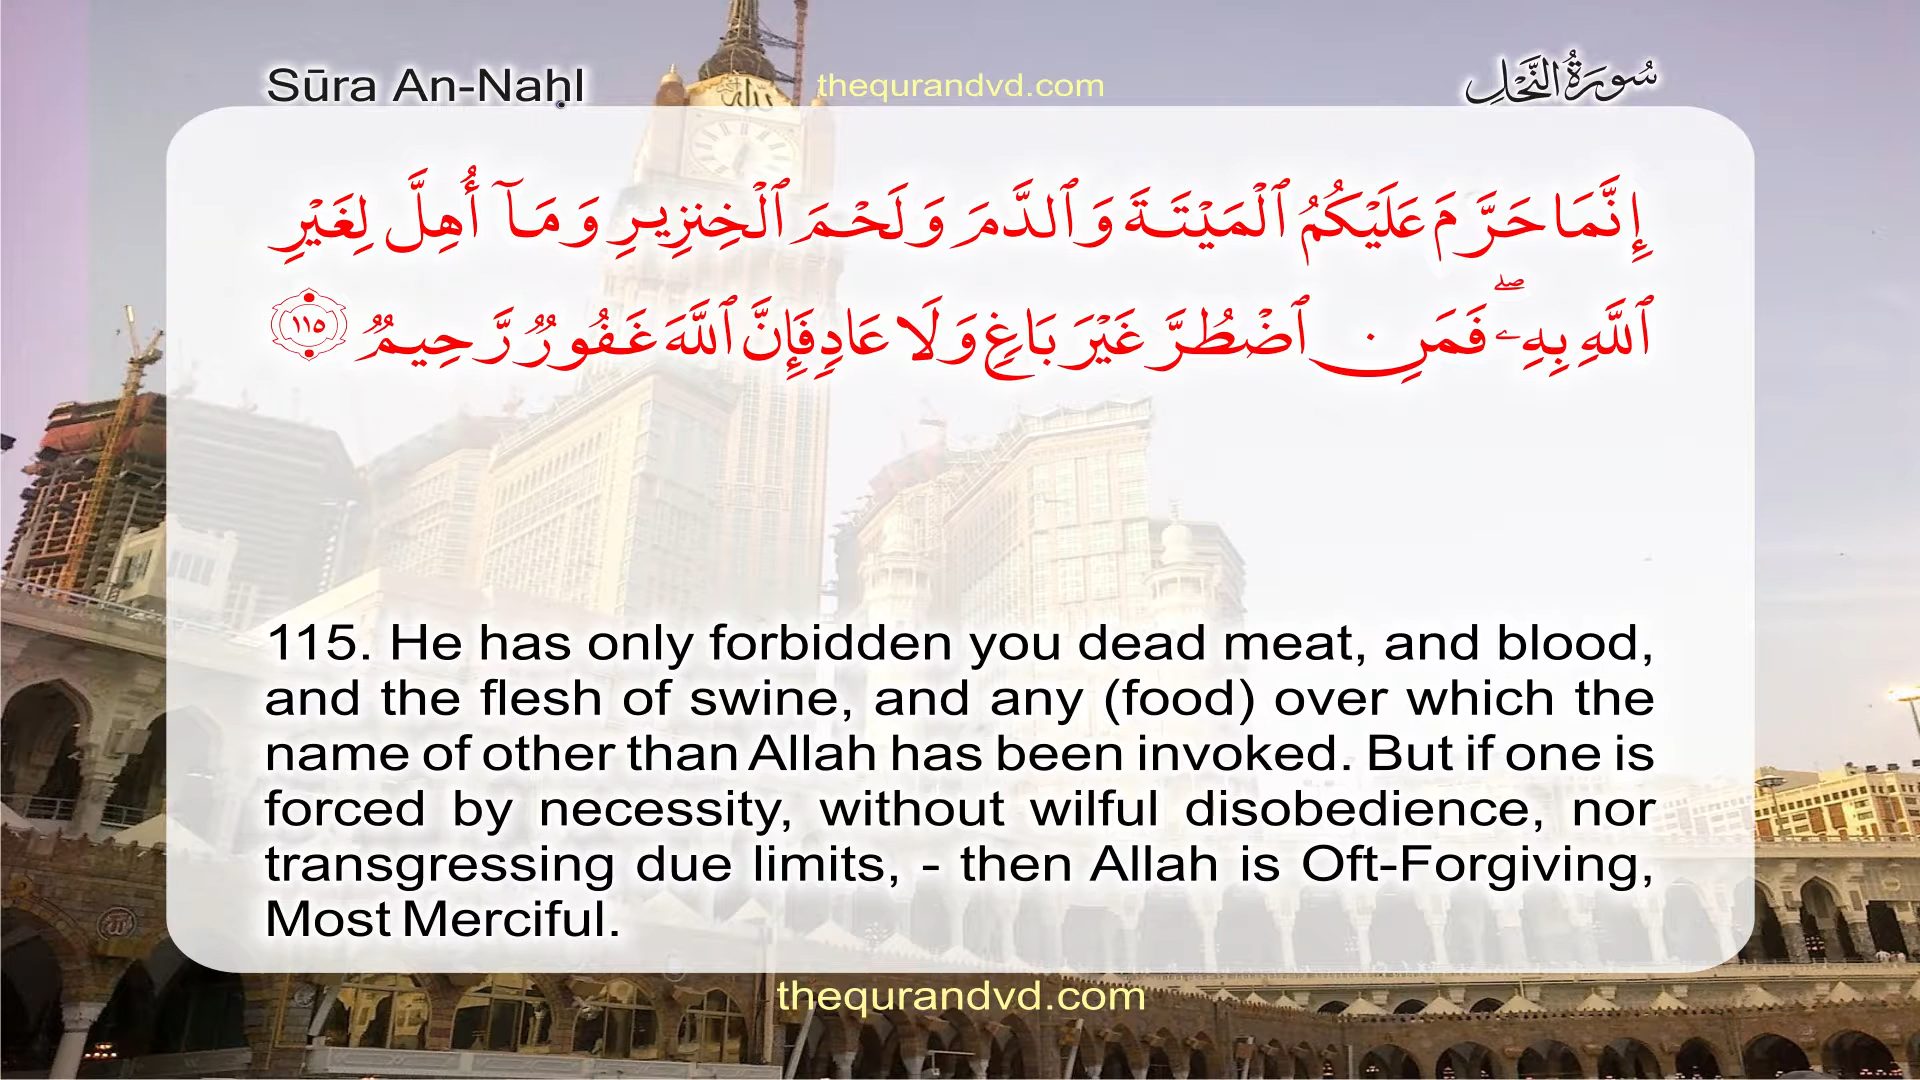 Sūra An-Naḥl
thequrandvd.com
سُورَةُ النَّحْلِ
إِنَّمَا حَرَّمَ عَلَيْكُمُ ٱلْمَيْتَةَ وَٱلدَّمَ وَلَحْمَ ٱلْخِنزِيرِ وَمَآ أُهِلَّ لِغَيْرِ
ٱللَّهِ بِهِۦۖ فَمَنِ ٱضْطُرَّ غَيْرَ بَاغٍ وَلَا عَادٍ فَإِنَّ ٱللَّهَ غَفُورٌ رَّحِيمٌ ١١٥
115. He has only forbidden you dead meat, and blood,
and the flesh of swine, and any (food) over which the
name of other than Allah has been invoked. But if one is
forced by necessity, without wilful disobedience, nor
transgressing due limits, - then Allah is Oft-Forgiving,
Most Merciful.
thequrandvd.com